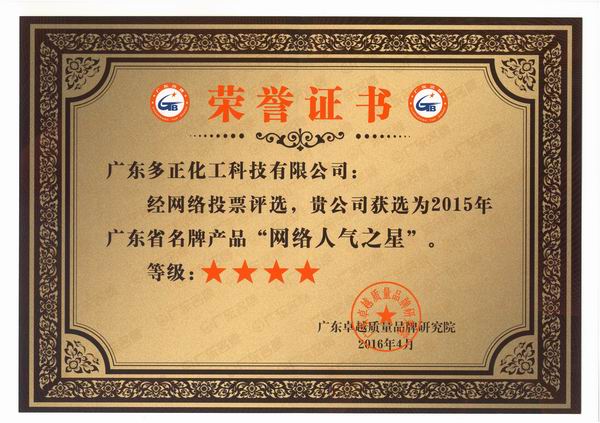 荣誉证书
广东多正化工科技有限公司：
经网络投票评选，贵公司获选为2015年
广东省名牌产品“网络人气之星”。
等级：★★★★
广东卓越质量品牌研究院
2016年4月